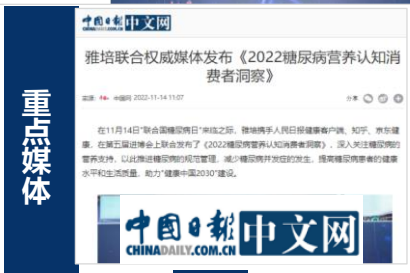 重点媒体
中国日报中文网
雅培联合权威媒体发布《2022糖尿病营养认知消
费者洞察》
来源: 中国网 2022-11-14 11:07
分享
在11月14日“联合国糖尿病日”来临之际，雅培携手人民日报健康客户端、知乎、京东健
康，在第五届进博会上联合发布了《2022糖尿病营养认知消费者洞察》，深入关注糖尿病的
营养支持，以此推进糖尿病的规范管理，减少糖尿病并发症的发生，提高糖尿病患者的健康
水平和生活质量，助力“健康中国2030”建设。
中国日报中文网
CHINADAILY.COM.CN